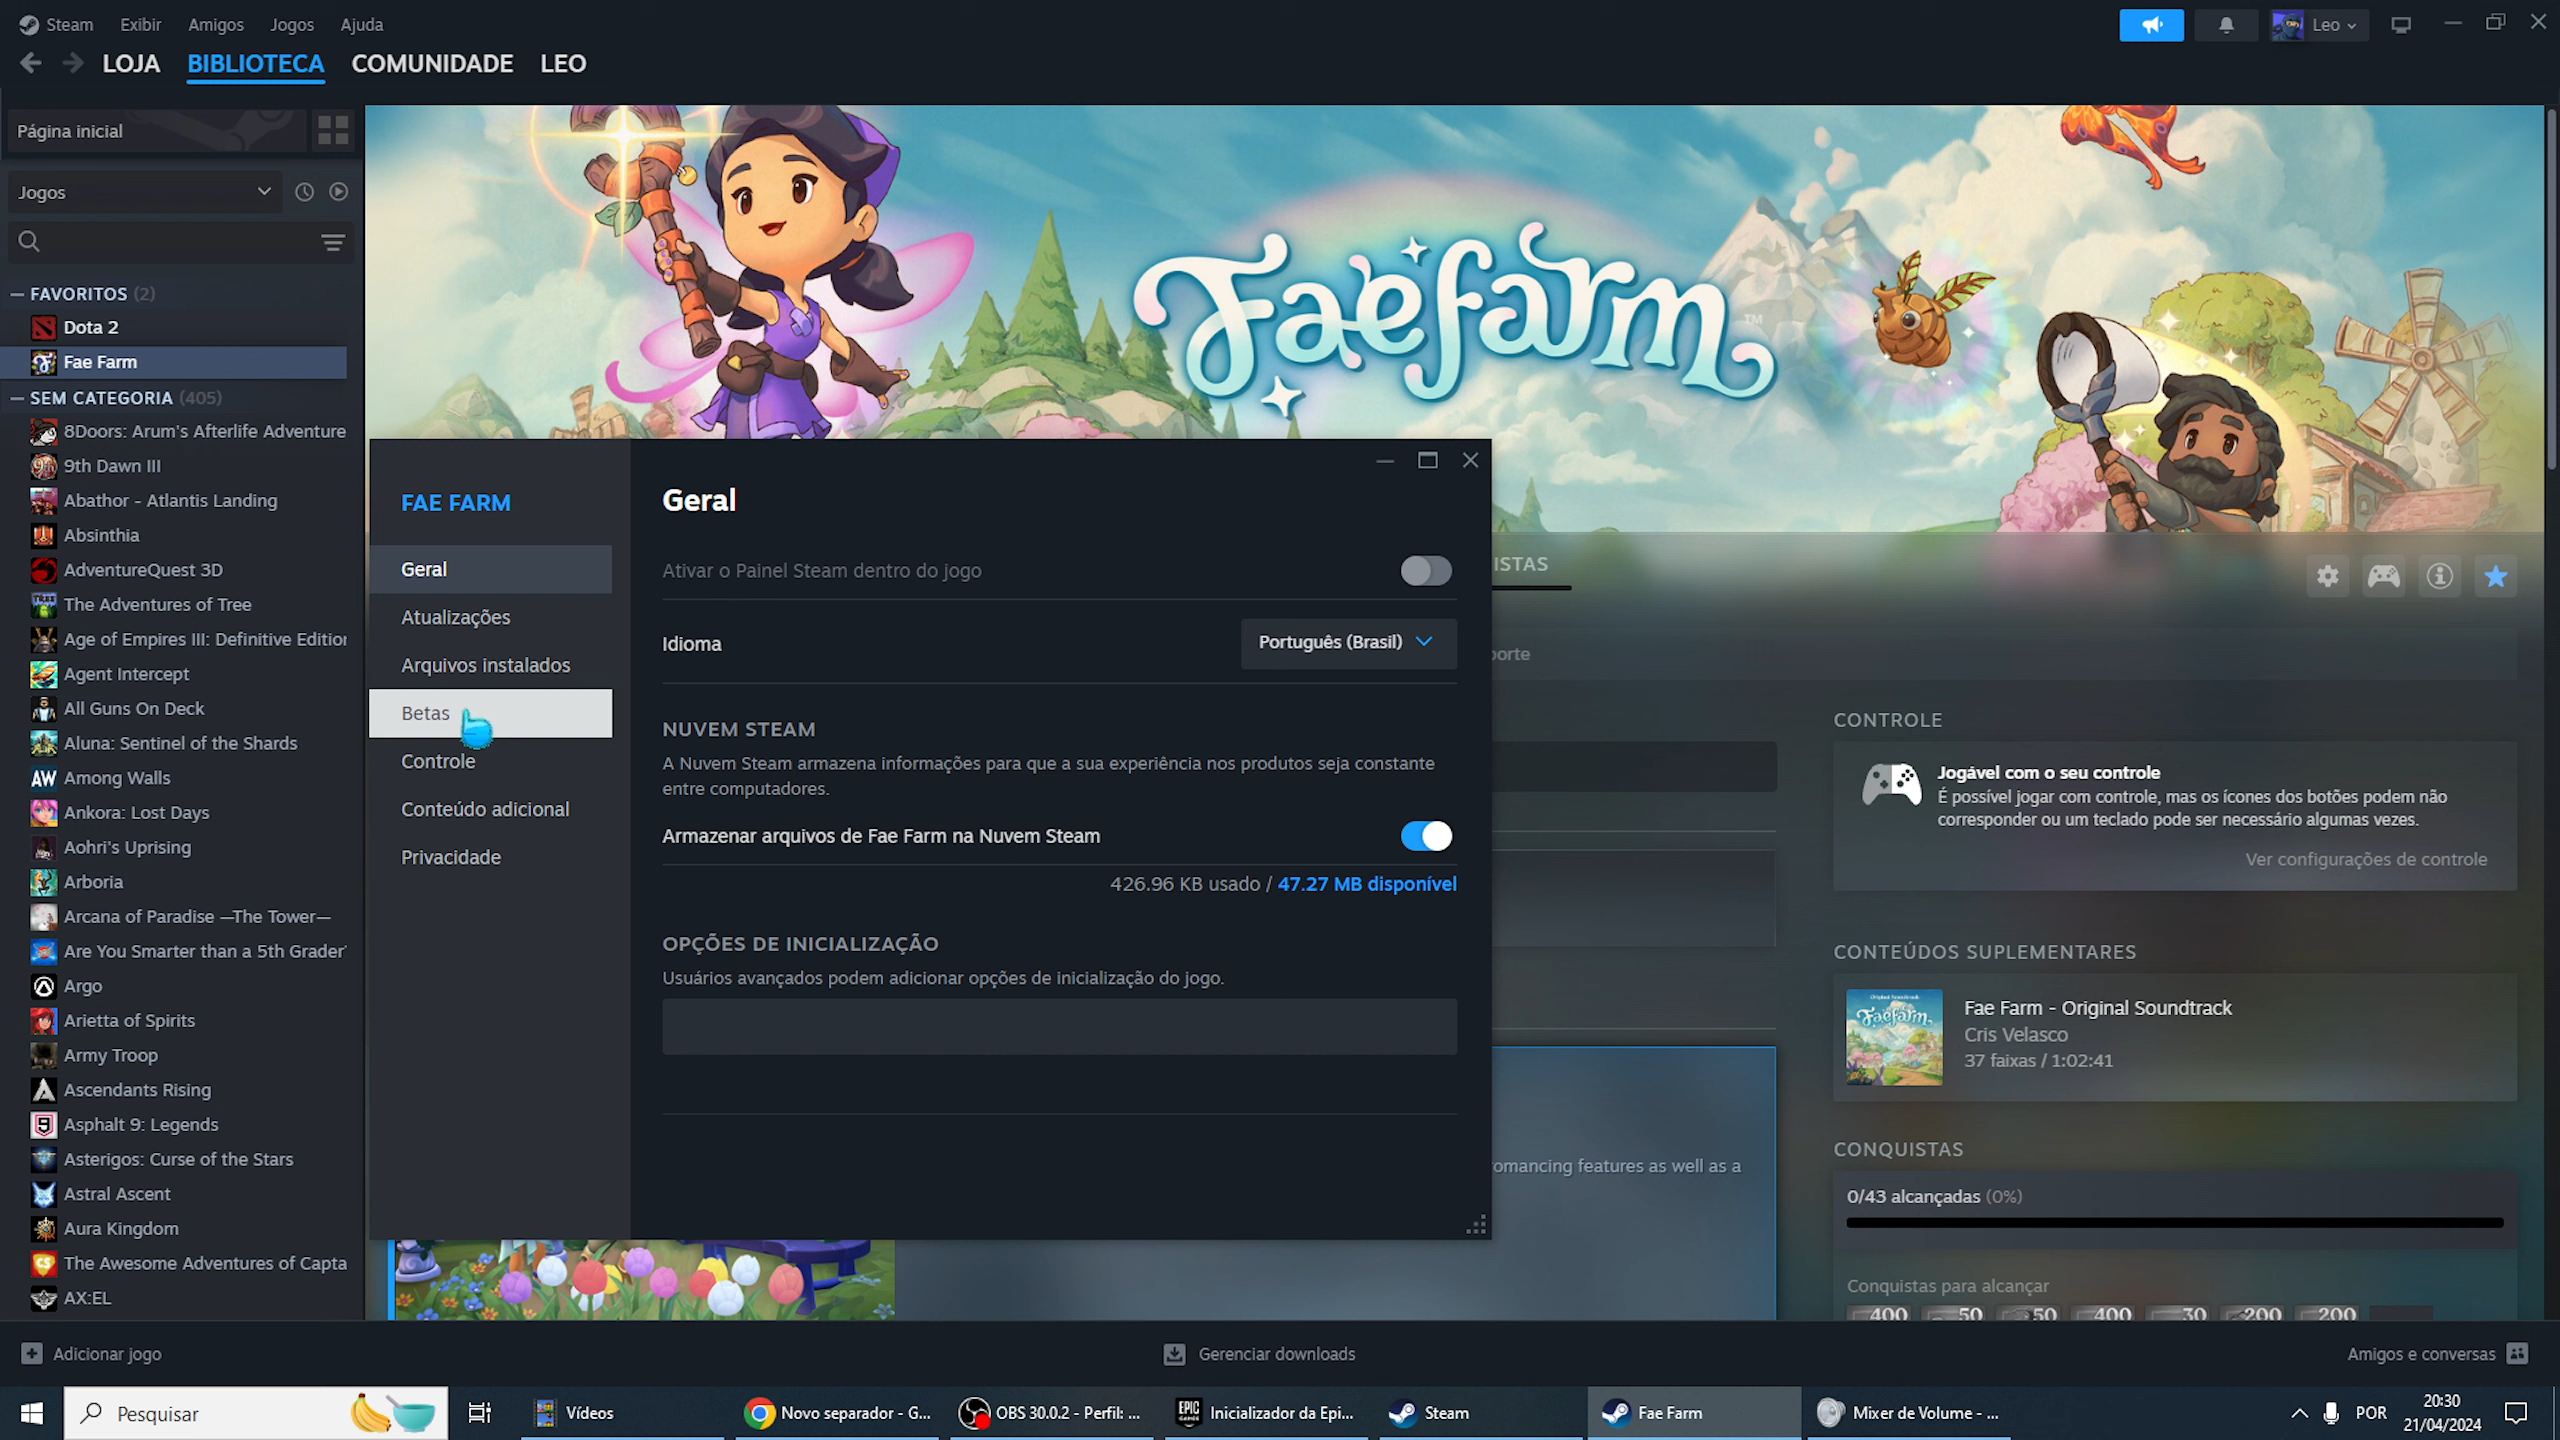 Steam Exibir Amigos Jogos Ajuda
Leo
LOJA BIBLIOTECA COMUNIDADE LEO
Página inicial
Jogos
FAVORITOS (2)
Dota 2
Fae Farm
SEM CATEGORIA (405)
8Doors: Arum's Afterlife Adventure
9th Dawn III
Abathor - Atlantis Landing
Absinthia
AdventureQuest 3D
The Adventures of Tree
Age of Empires III: Definitive Edition
Agent Intercept
All Guns On Deck
Aluna: Sentinel of the Shards
Among Walls
Ankora: Lost Days
Aohri's Uprising
Arboria
Arcana of Paradise —The Tower—
Are You Smarter than a 5th Grader
Argo
Arietta of Spirits
Army Troop
Ascendants Rising
Asphalt 9: Legends
Asterigos: Curse of the Stars
Astral Ascent
Aura Kingdom
The Awesome Adventures of Capta
AX:EL
Faefarm™
FAE FARM
Geral
Atualizações
Arquivos instalados
Betas
Controle
Conteúdo adicional
Privacidade
Geral
Ativar o Painel Steam dentro do jogo
Idioma
Português (Brasil)
NUVEM STEAM
A Nuvem Steam armazena informações para que a sua experiência nos produtos seja constante
entre computadores.
Armazenar arquivos de Fae Farm na Nuvem Steam
426.96 KB usado / 47.27 MB disponível
OPÇÕES DE INICIALIZAÇÃO
Usuários avançados podem adicionar opções de inicialização do jogo.
ISTAS
porte
omancing features as well as a
CONTROLE
Jogável com o seu controle
É possível jogar com controle, mas os ícones dos botões podem não
corresponder ou um teclado pode ser necessário algumas vezes.
Ver configurações de controle
CONTEÚDOS SUPLEMENTARES
Faefarm
Fae Farm - Original Soundtrack
Cris Velasco
37 faixas / 1:02:41
CONQUISTAS
0/43 alcançadas (0%)
Conquistas para alcançar
400 50 50 400 30 200 200
Adicionar jogo
Gerenciar downloads
Amigos e conversas
Pesquisar
Vídeos
Novo separador - G...
OBS 30.0.2 - Perfil: ...
Inicializador da Epi...
Steam
Fae Farm
Mixer de Volume - ...
POR
20:30
21/04/2024